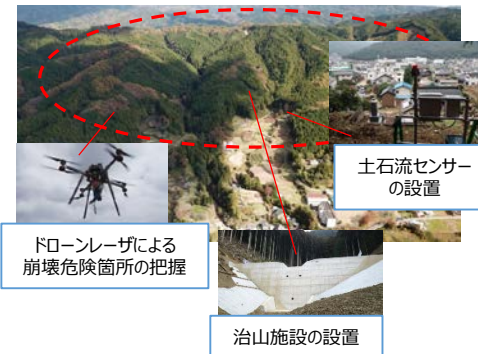 土石流センサー
の設置
ドローンレーザによる
崩壊危険箇所の把握
治山施設の設置